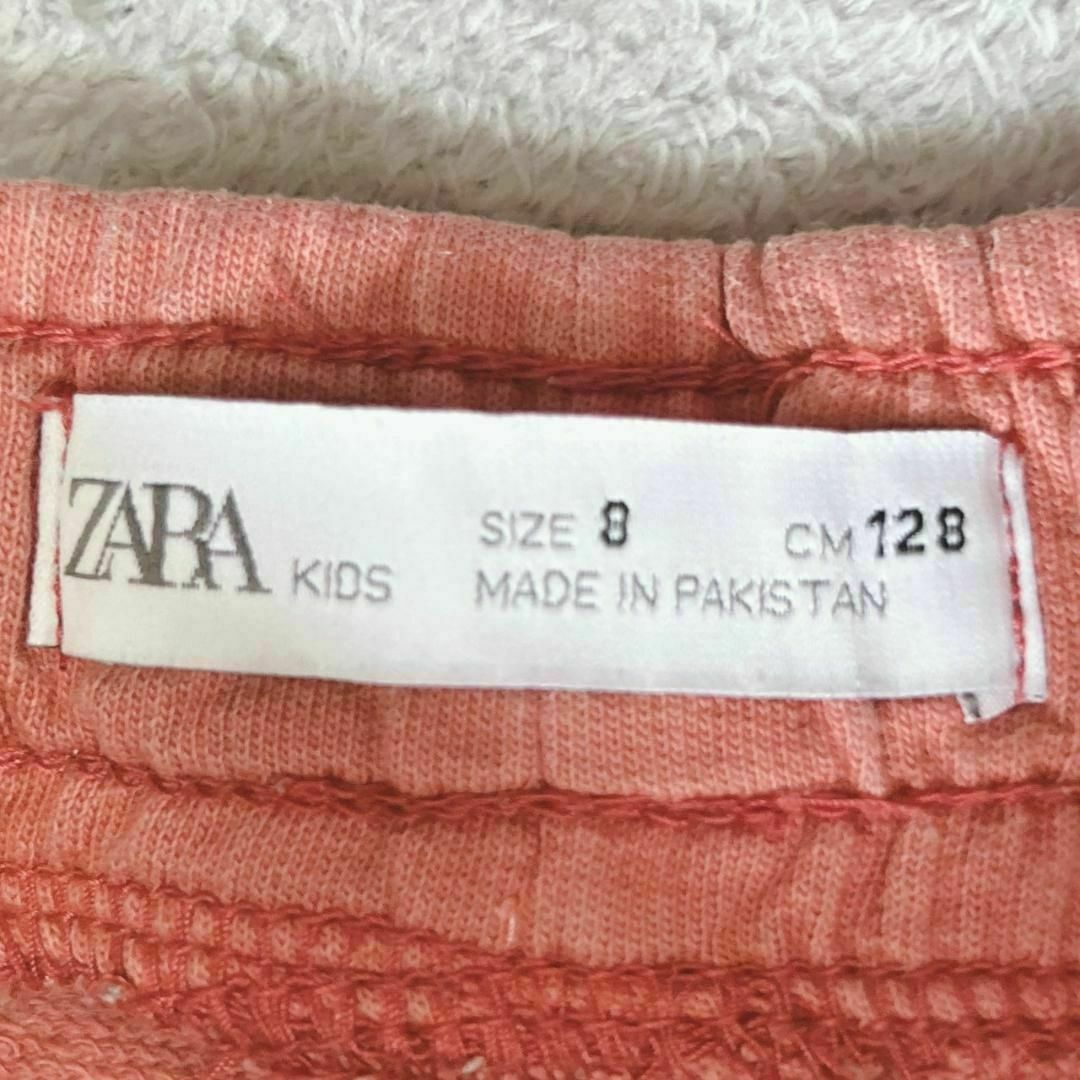 ZARA KIDS
SIZE 8 CM 128
MADE IN PAKISTAN